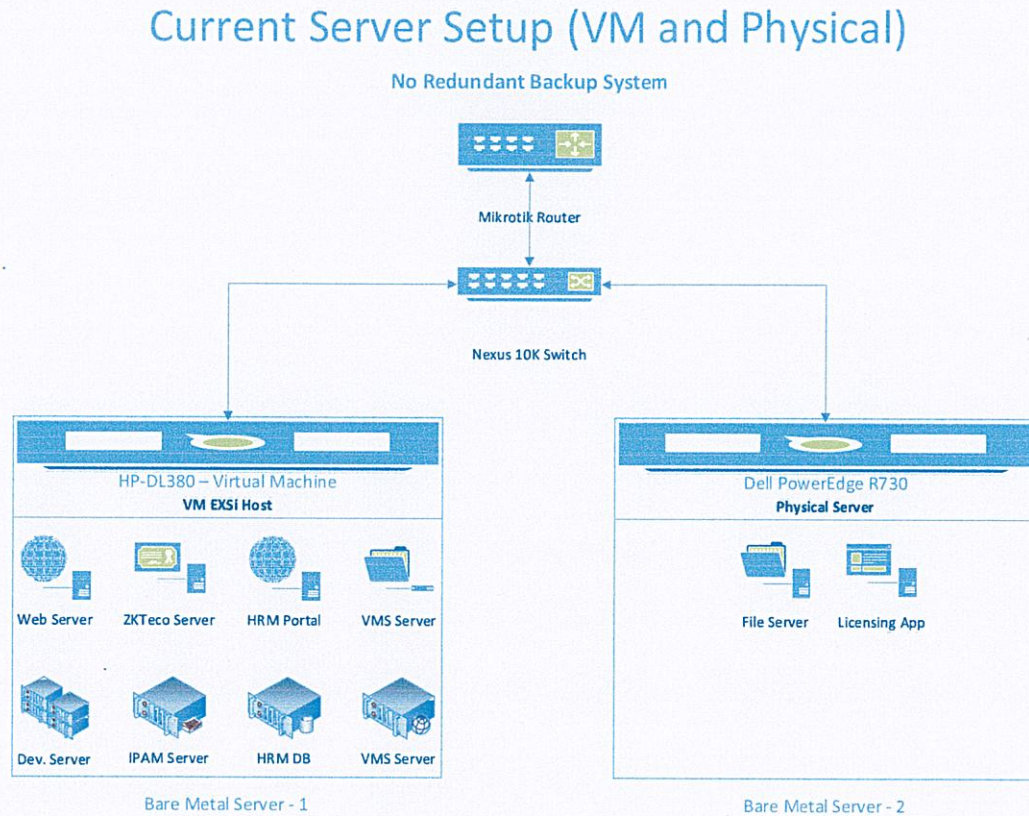 Current Server Setup (VM and Physical)
No Redundant Backup System
Mikrotik Router
Nexus 10K Switch
HP-DL380 – Virtual Machine
VM EXSi Host
Web Server
ZKTeco Server
HRM Portal
VMS Server
Dev. Server
IPAM Server
HRM DB
VMS Server
Bare Metal Server - 1
Dell PowerEdge R730
Physical Server
File Server
Licensing App
Bare Metal Server - 2